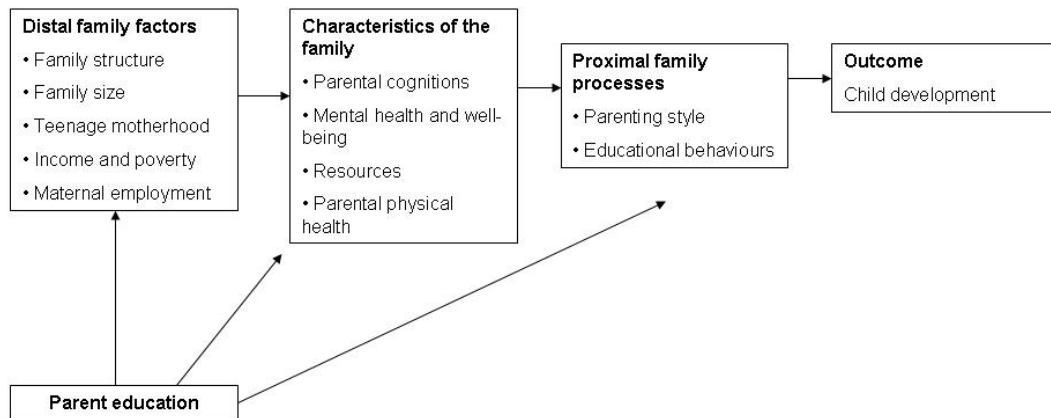 Distal family factors
• Family structure
• Family size
• Teenage motherhood
• Income and poverty
• Maternal employment
Characteristics of the
family
• Parental cognitions
• Mental health and well-
being
• Resources
• Parental physical
health
Proximal family
processes
• Parenting style
• Educational behaviours
Outcome
Child development
Parent education